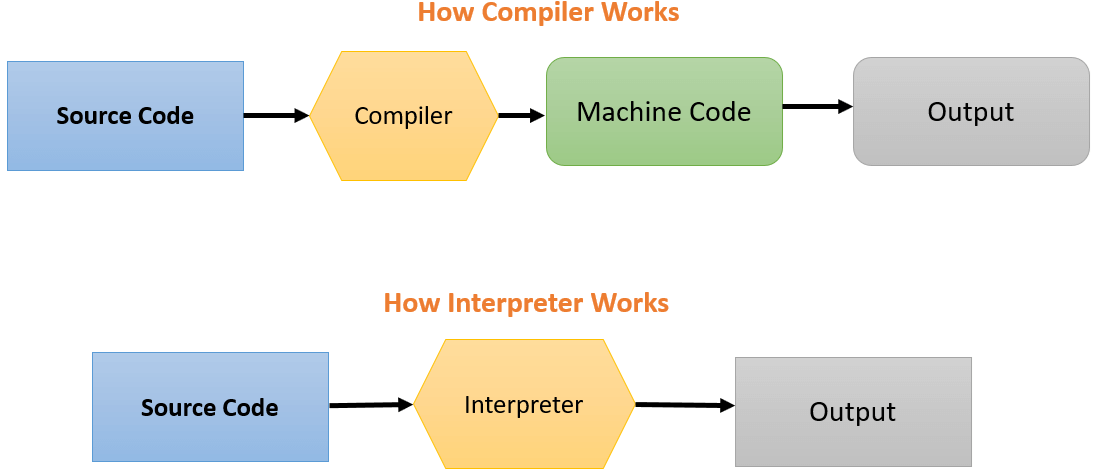 How Compiler Works
Source Code
Compiler
Machine Code
Output
How Interpreter Works
Source Code
Interpreter
Output